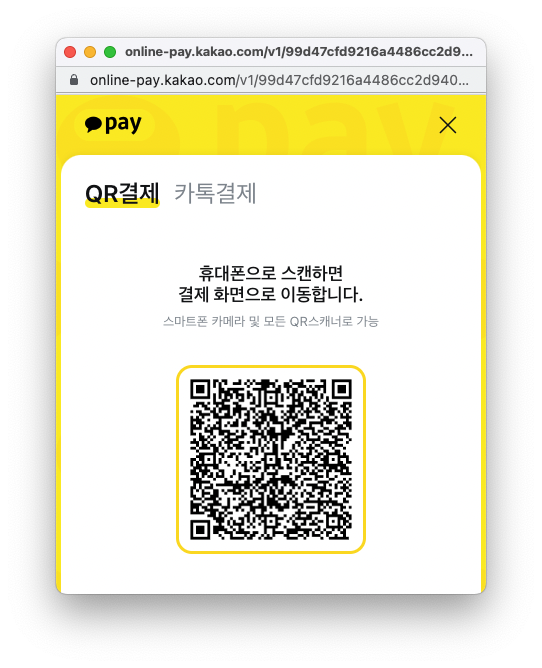 online-pay.kakao.com/v1/99d47cfd9216a4486cc2d9...
online-pay.kakao.com/v1/99d47cfd9216a4486cc2d940...
pay
pay
QR결제 카톡결제
휴대폰으로 스캔하면
결제 화면으로 이동합니다.
스마트폰 카메라 및 모든 QR스캐너로 가능